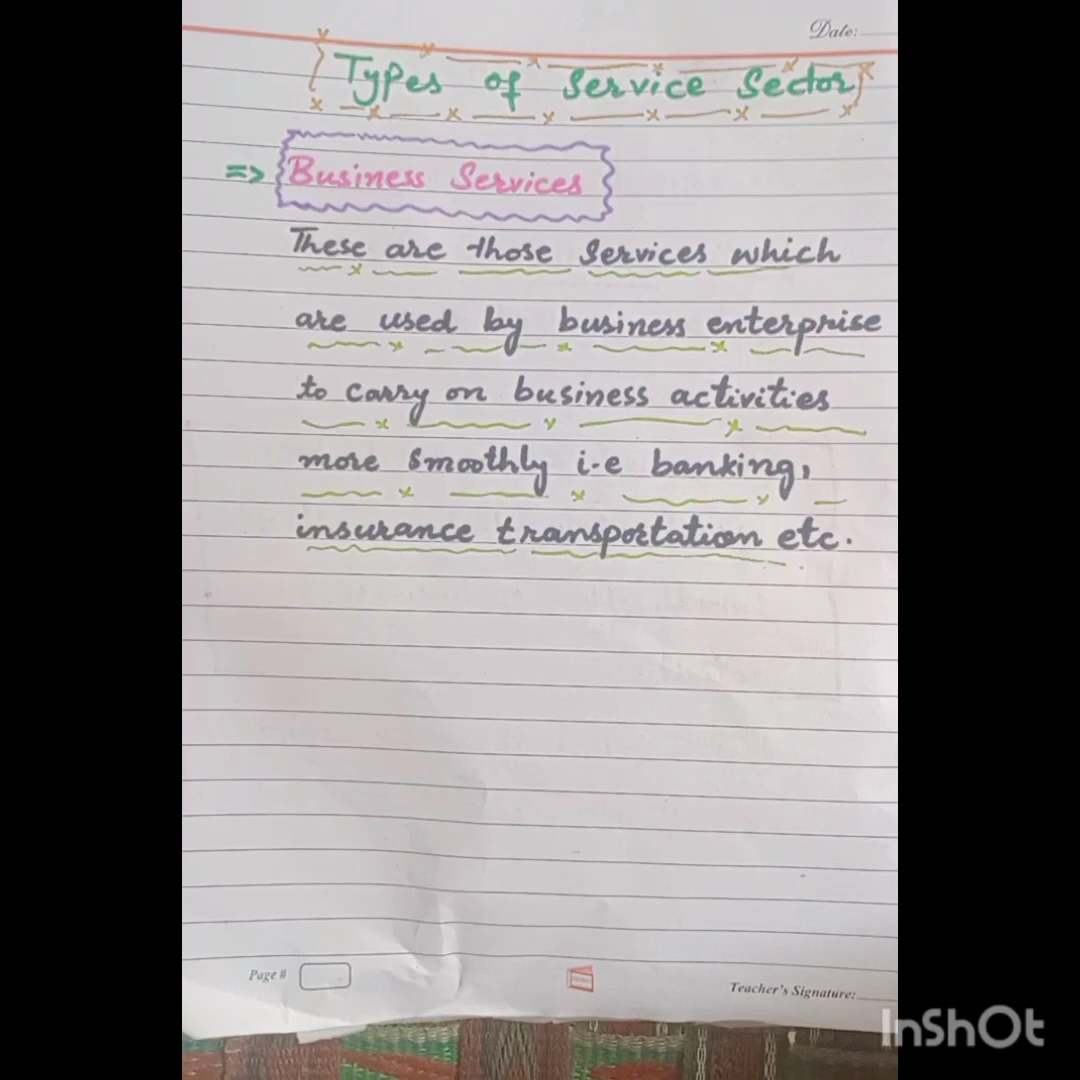 Date:
Types of Service Sector
=> Business Services
These are those services which
are used by business enterprise
to carry on business activities
more smoothly i-e banking,
insurance transportation etc.
Page #
Teacher's Signature:
InShOt